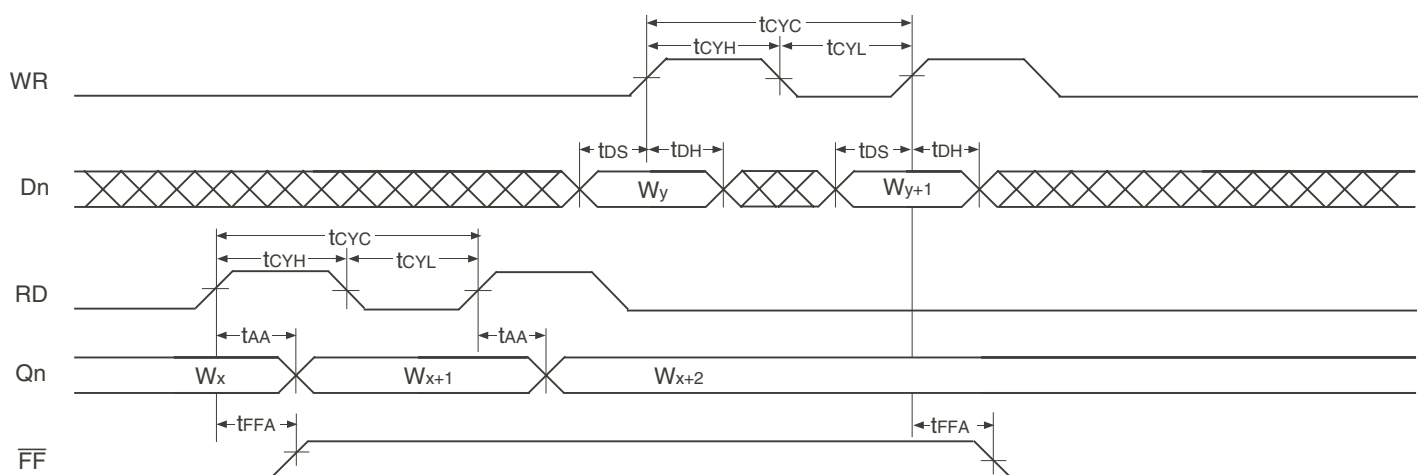 tCYC
tCYH tCYL
WR
tDS tDH tDS tDH
Dn Wy Wy+1
tCYC
tCYH tCYL
RD
tAA tAA
Qn Wx Wx+1 Wx+2
tFFA tFFA
F̅F̅